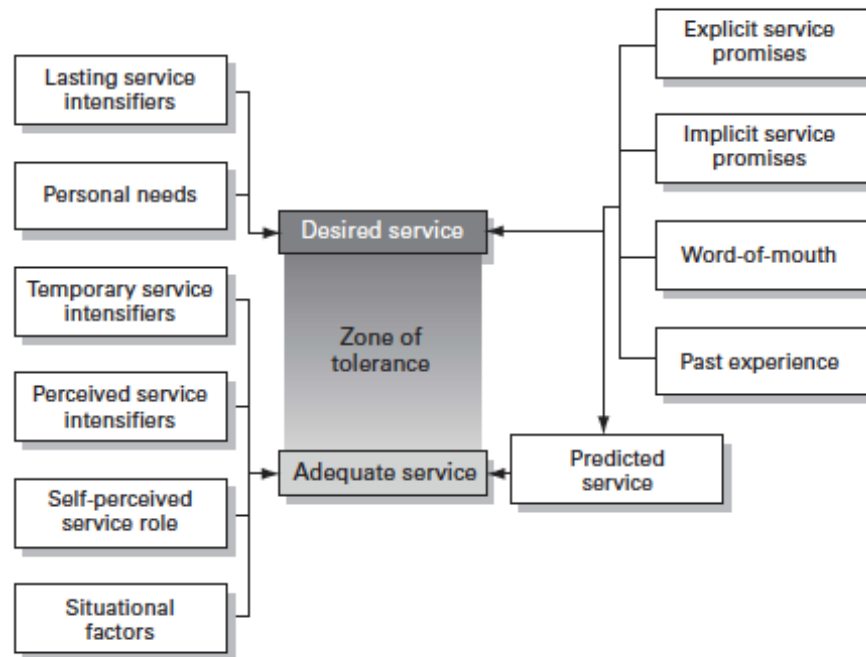 Lasting service
intensifiers
Personal needs
Temporary service
intensifiers
Perceived service
intensifiers
Self-perceived
service role
Situational
factors
Desired service
Zone of
tolerance
Adequate service
Predicted
service
Explicit service
promises
Implicit service
promises
Word-of-mouth
Past experience